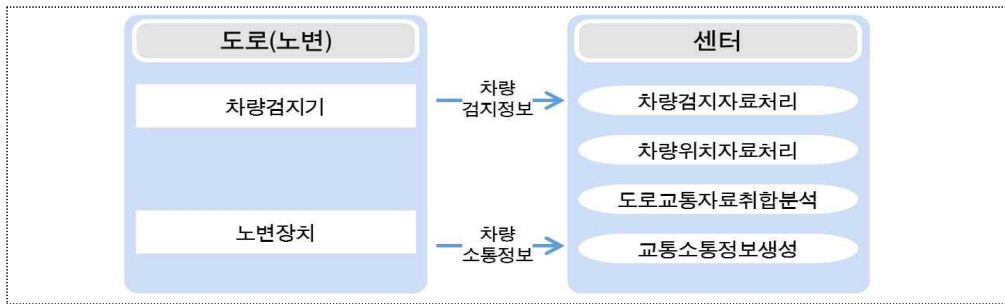 도로(노변)
차량검지기
노변장치
차량
검지정보
차량
소통정보
센터
차량검지자료처리
차량위치자료처리
도로교통자료취합분석
교통소통정보생성